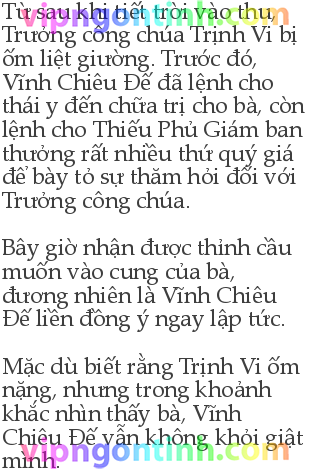 Từ sau khi tiết trời vào thu,
Trưởng công chúa Trịnh Vi bị
ốm liệt giường. Trước đó,
Vĩnh Chiêu Đế đã lệnh cho
thái y đến chữa trị cho bà, còn
lệnh cho Thiếu Phủ Giám ban
thưởng rất nhiều thứ quý giá
để bày tỏ sự thăm hỏi đối với
Trưởng công chúa.
Bây giờ nhận được thỉnh cầu
muốn vào cung của bà,
đương nhiên là Vĩnh Chiêu
Đế liền đồng ý ngay lập tức.
Mặc dù biết rằng Trịnh Vi ốm
nặng, nhưng trong khoảnh
khắc nhìn thấy bà, Vĩnh
Chiêu Đế vẫn không khỏi giật
mình.
vipngontinh.com
vipngontinh.com